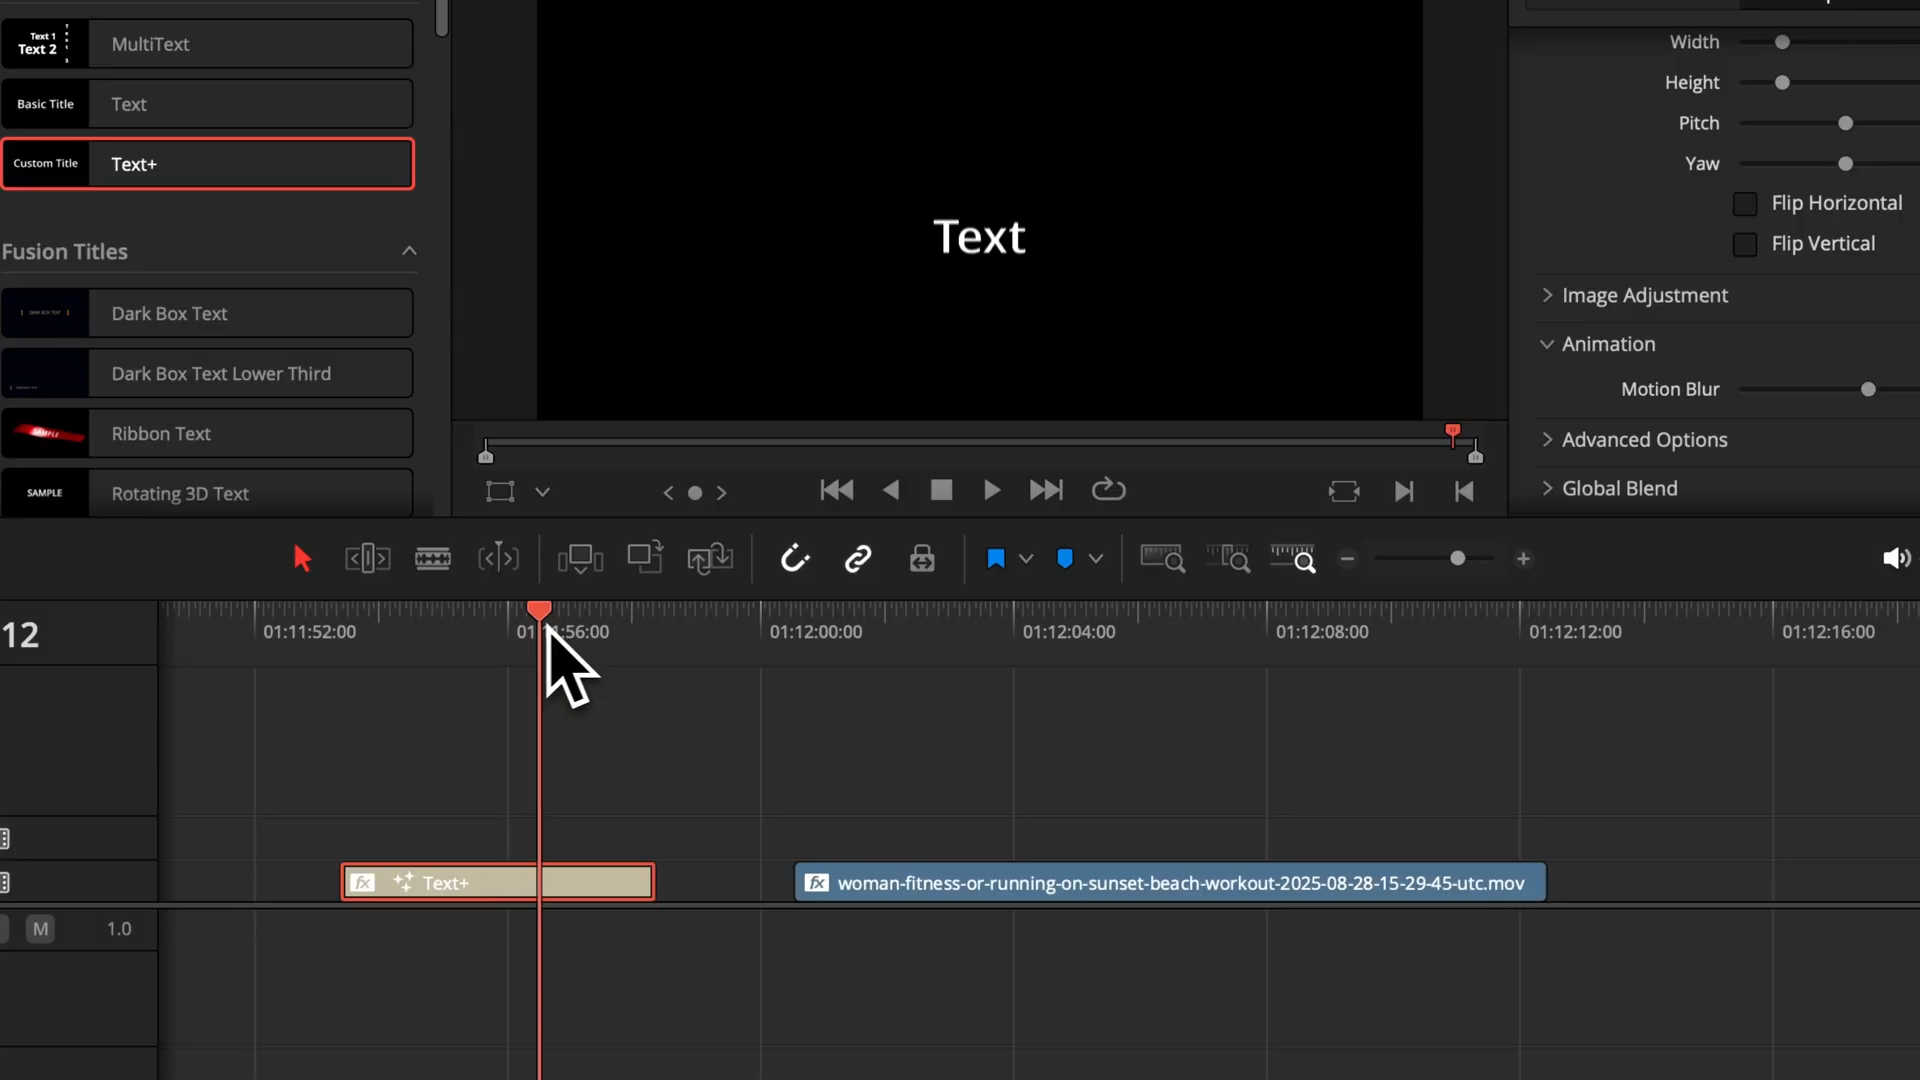 Text 1
Text 2
MultiText
Basic Title
Text
Custom Title
Text+
Fusion Titles
Dark Box Text
Dark Box Text Lower Third
SAMPLE
Ribbon Text
SAMPLE
Rotating 3D Text
Text
Width
Height
Pitch
Yaw
Flip Horizontal
Flip Vertical
Image Adjustment
Animation
Motion Blur
Advanced Options
Global Blend
12
01:11:52:00
01:12:00:00
01:12:04:00
01:12:08:00
01:12:12:00
01:12:16:00
fx
Text+
fx
woman-fitness-or-running-on-sunset-beach-workout-2025-08-28-15-29-45-utc.mov
M
1.0